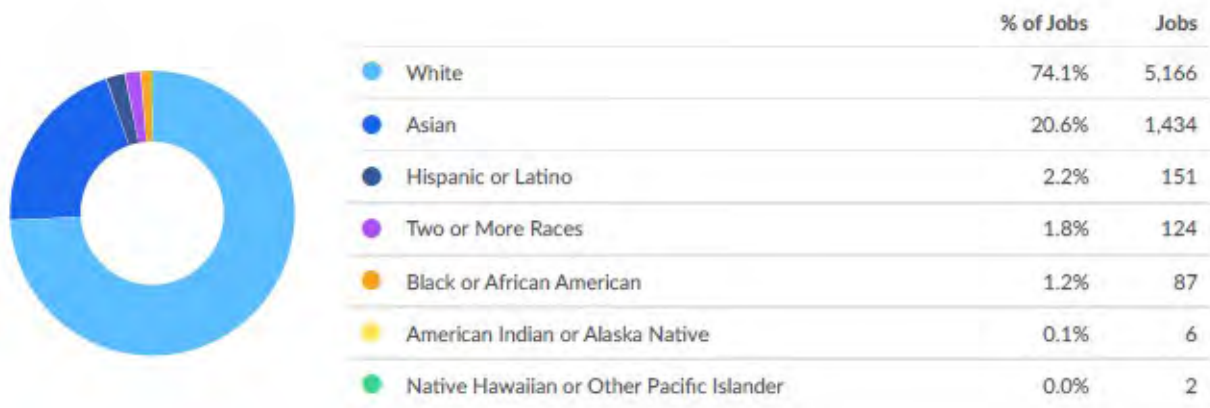 % of Jobs Jobs
White 74.1% 5,166
Asian 20.6% 1,434
Hispanic or Latino 2.2% 151
Two or More Races 1.8% 124
Black or African American 1.2% 87
American Indian or Alaska Native 0.1% 6
Native Hawaiian or Other Pacific Islander 0.0% 2